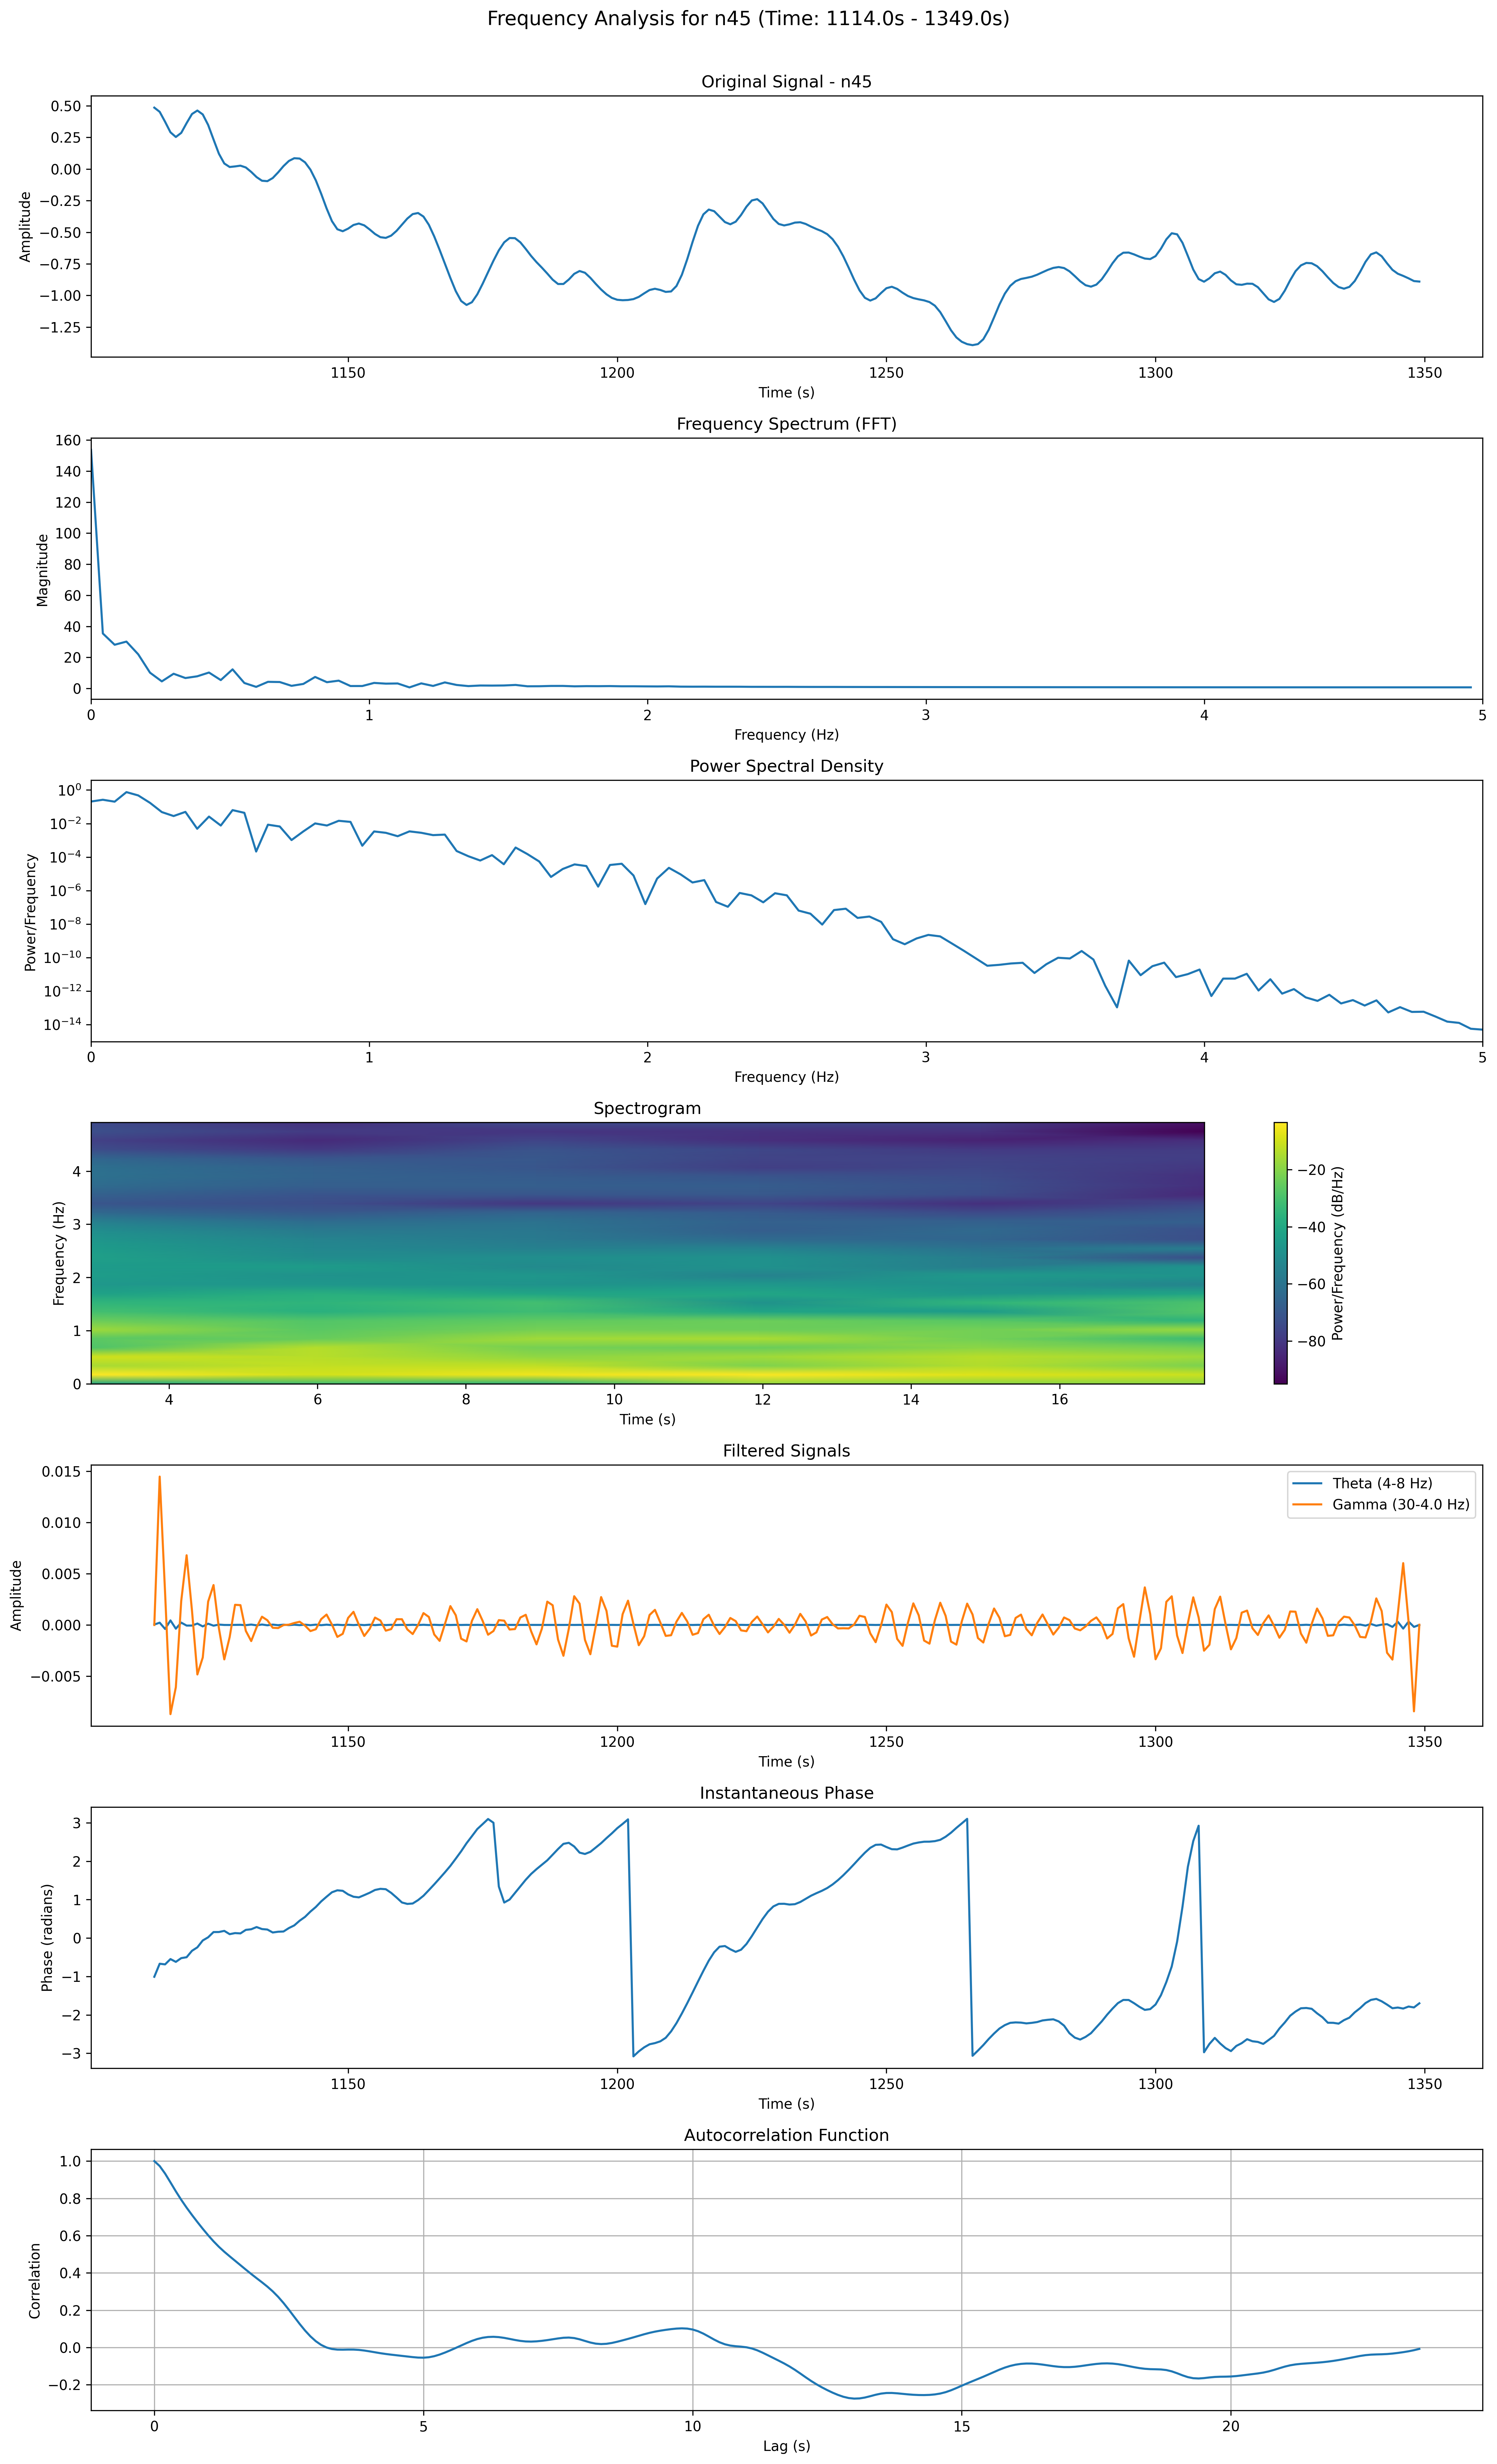 Frequency Analysis for n45 (Time: 1114.0s - 1349.0s)
Original Signal - n45
Amplitude
0.50
0.25
0.00
−0.25
−0.50
−0.75
−1.00
−1.25
1150 1200 1250 1300 1350
Time (s)
Frequency Spectrum (FFT)
Magnitude
160
140
120
100
80
60
40
20
0
0 1 2 3 4 5
Frequency (Hz)
Power Spectral Density
Power/Frequency
10⁰
10⁻²
10⁻⁴
10⁻⁶
10⁻⁸
10⁻¹⁰
10⁻¹²
10⁻¹⁴
0 1 2 3 4 5
Frequency (Hz)
Spectrogram
Frequency (Hz)
4
3
2
1
0
4 6 8 10 12 14 16
Time (s)
−20
−40
−60
−80
Power/Frequency (dB/Hz)
Filtered Signals
Amplitude
0.015
0.010
0.005
0.000
−0.005
Theta (4-8 Hz)
Gamma (30-4.0 Hz)
1150 1200 1250 1300 1350
Time (s)
Instantaneous Phase
Phase (radians)
3
2
1
0
−1
−2
−3
1150 1200 1250 1300 1350
Time (s)
Autocorrelation Function
Correlation
1.0
0.8
0.6
0.4
0.2
0.0
−0.2
0 5 10 15 20
Lag (s)